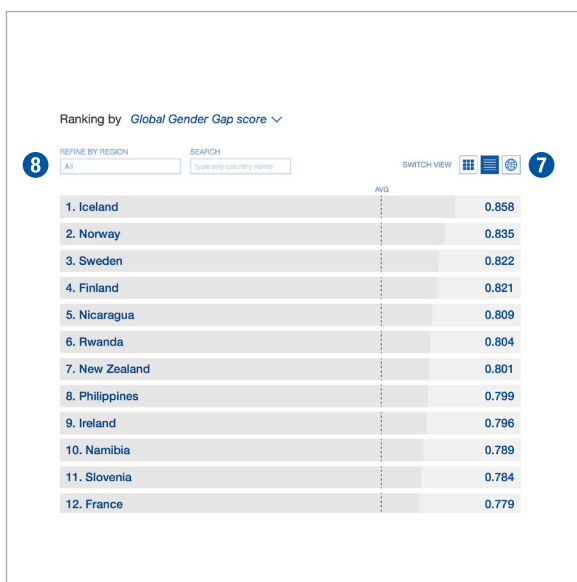 Ranking by Global Gender Gap score
REFINE BY REGION SEARCH
8 All type any country name SWITCH VIEW 7
AVG
1. Iceland 0.858
2. Norway 0.835
3. Sweden 0.822
4. Finland 0.821
5. Nicaragua 0.809
6. Rwanda 0.804
7. New Zealand 0.801
8. Philippines 0.799
9. Ireland 0.796
10. Namibia 0.789
11. Slovenia 0.784
12. France 0.779